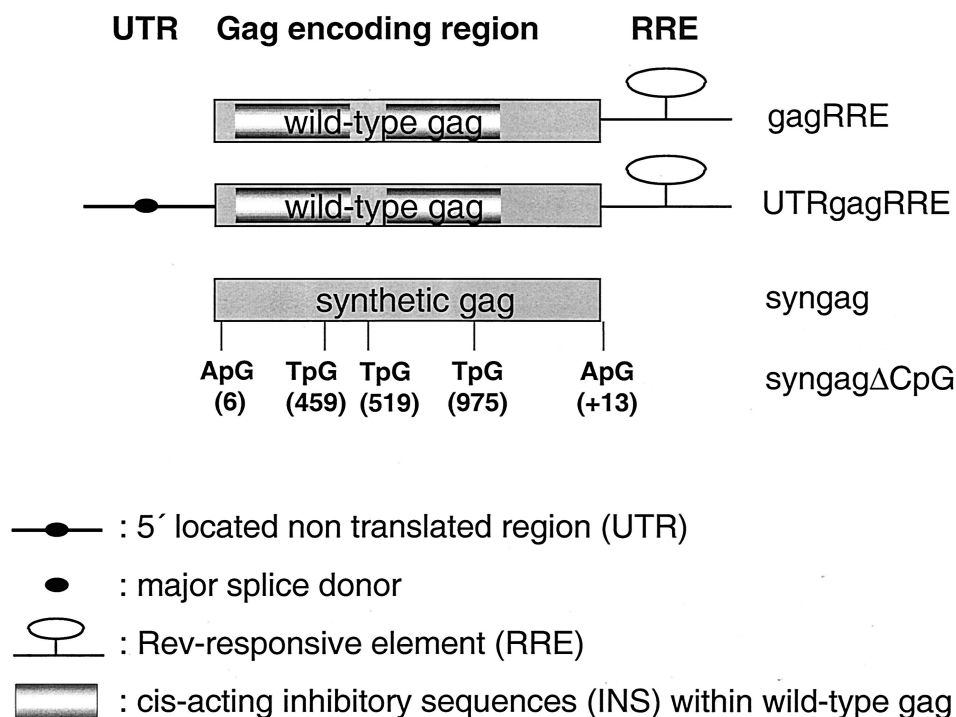 UTR Gag encoding region RRE
wild-type gag gagRRE
wild-type gag UTRgagRRE
synthetic gag syngag
ApG TpG TpG TpG ApG syngagΔCpG
(6) (459) (519) (975) (+13)
: 5´ located non translated region (UTR)
: major splice donor
: Rev-responsive element (RRE)
: cis-acting inhibitory sequences (INS) within wild-type gag